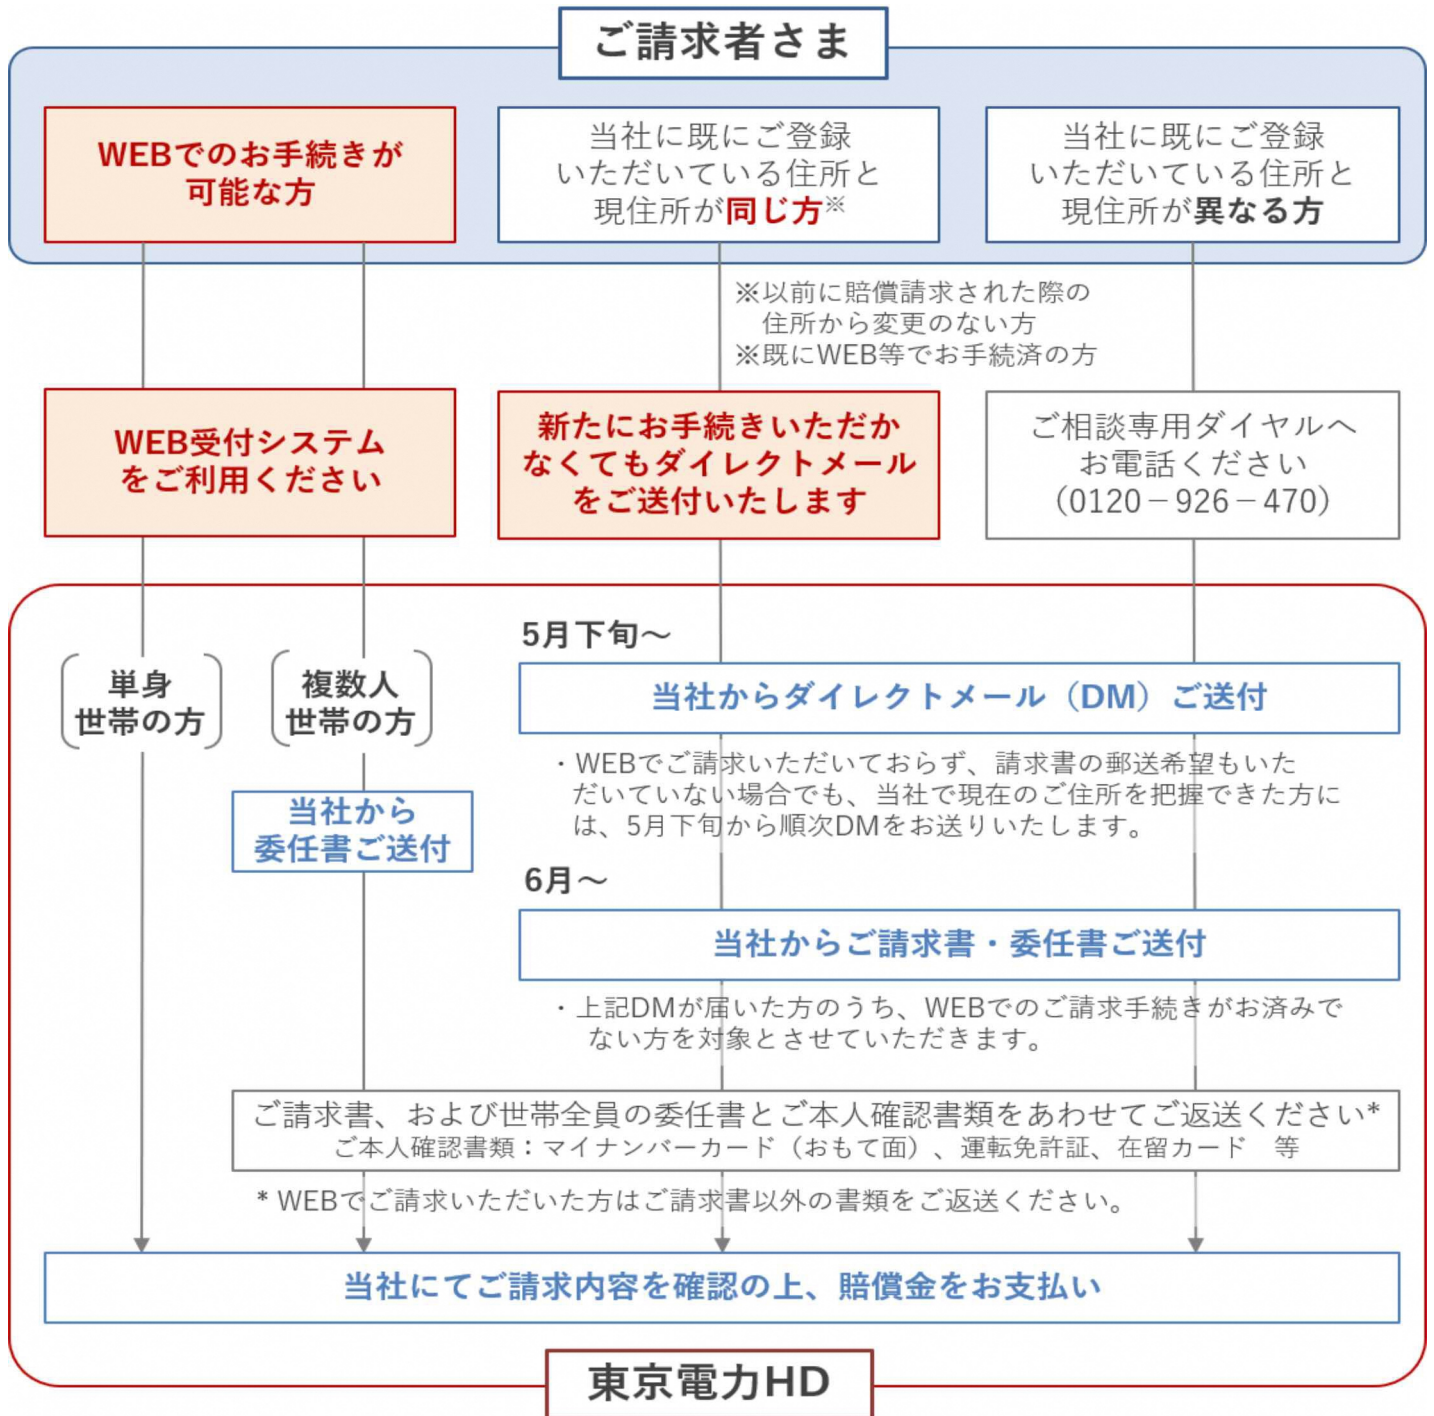 ご請求者さま
WEBでのお手続きが
可能な方
当社に既にご登録
いただいている住所と
現住所が同じ方※
当社に既にご登録
いただいている住所と
現住所が異なる方
※以前に賠償請求された際の
住所から変更のない方
※既にWEB等でお手続済の方
WEB受付システム
をご利用ください
新たにお手続きいただか
なくてもダイレクトメール
をご送付いたします
ご相談専用ダイヤルへ
お電話ください
（0120－926－470）
単身
世帯の方
複数人
世帯の方
当社から
委任書ご送付
5月下旬～
当社からダイレクトメール（DM）ご送付
・WEBでご請求いただいておらず、請求書の郵送希望もいた
だいていない場合でも、当社で現在のご住所を把握できた方に
は、5月下旬から順次DMをお送りいたします。
6月～
当社からご請求書・委任書ご送付
・上記DMが届いた方のうち、WEBでのご請求手続きがお済みで
ない方を対象とさせていただきます。
ご請求書、および世帯全員の委任書とご本人確認書類をあわせてご返送ください*
ご本人確認書類：マイナンバーカード（おもて面）、運転免許証、在留カード　等
* WEBでご請求いただいた方はご請求書以外の書類をご返送ください。
当社にてご請求内容を確認の上、賠償金をお支払い
東京電力HD